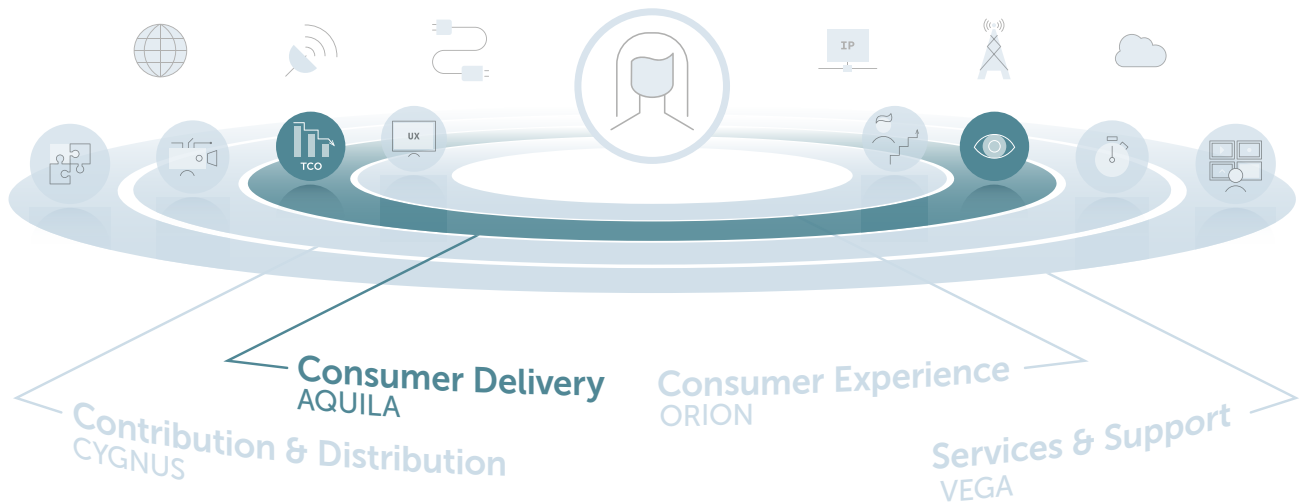 IP
UX
TCO
Consumer Delivery
AQUILA
Consumer Experience
ORION
Contribution & Distribution
CYGNUS
Services & Support
VEGA